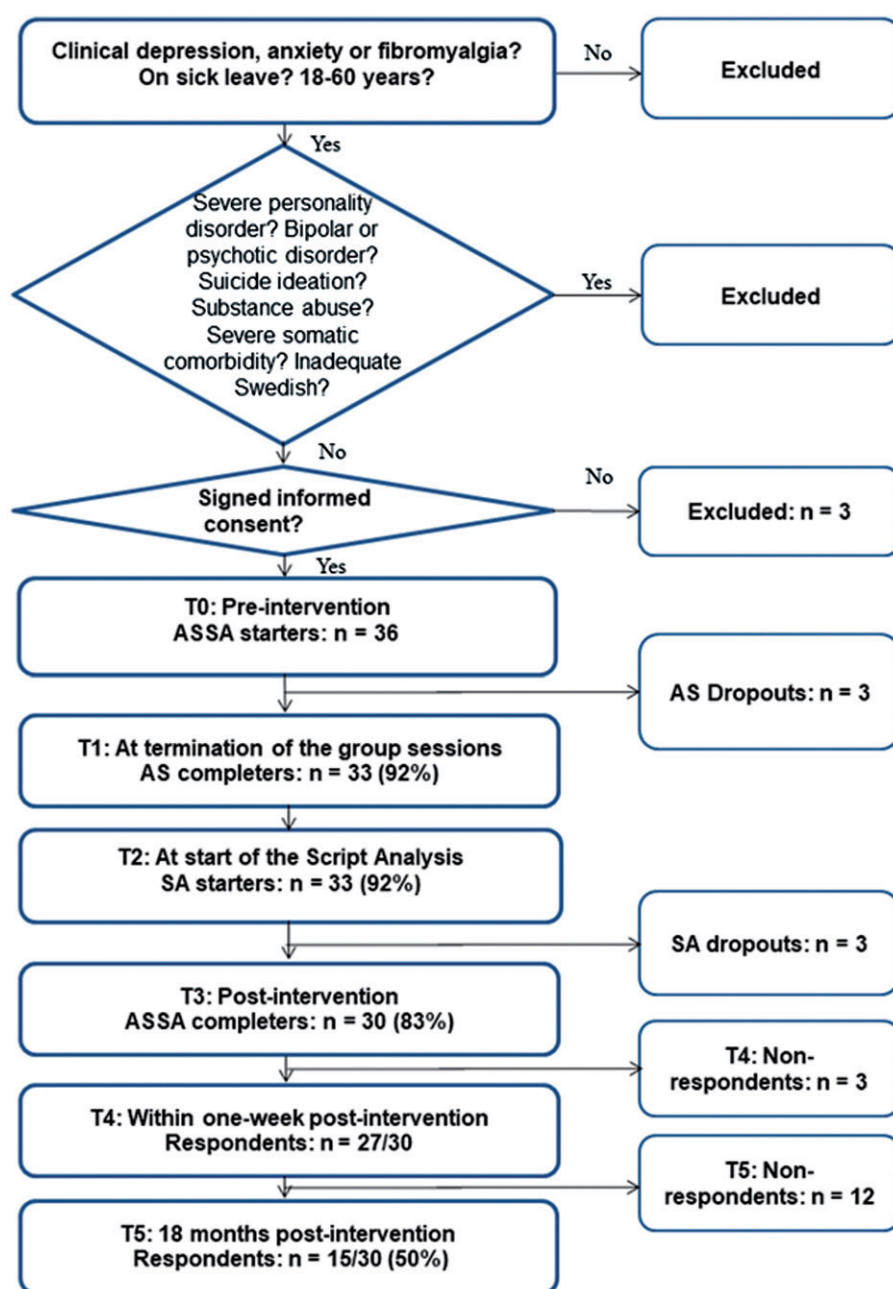 Clinical depression, anxiety or fibromyalgia?
On sick leave? 18-60 years?
No
Excluded
Yes
Severe personality
disorder? Bipolar or
psychotic disorder?
Suicide ideation?
Substance abuse?
Severe somatic
comorbidity? Inadequate
Swedish?
Yes
Excluded
No
Signed informed
consent?
No
Excluded: n = 3
Yes
T0: Pre-intervention
ASSA starters: n = 36
AS Dropouts: n = 3
T1: At termination of the group sessions
AS completers: n = 33 (92%)
T2: At start of the Script Analysis
SA starters: n = 33 (92%)
SA dropouts: n = 3
T3: Post-intervention
ASSA completers: n = 30 (83%)
T4: Non-
respondents: n = 3
T4: Within one-week post-intervention
Respondents: n = 27/30
T5: Non-
respondents: n = 12
T5: 18 months post-intervention
Respondents: n = 15/30 (50%)